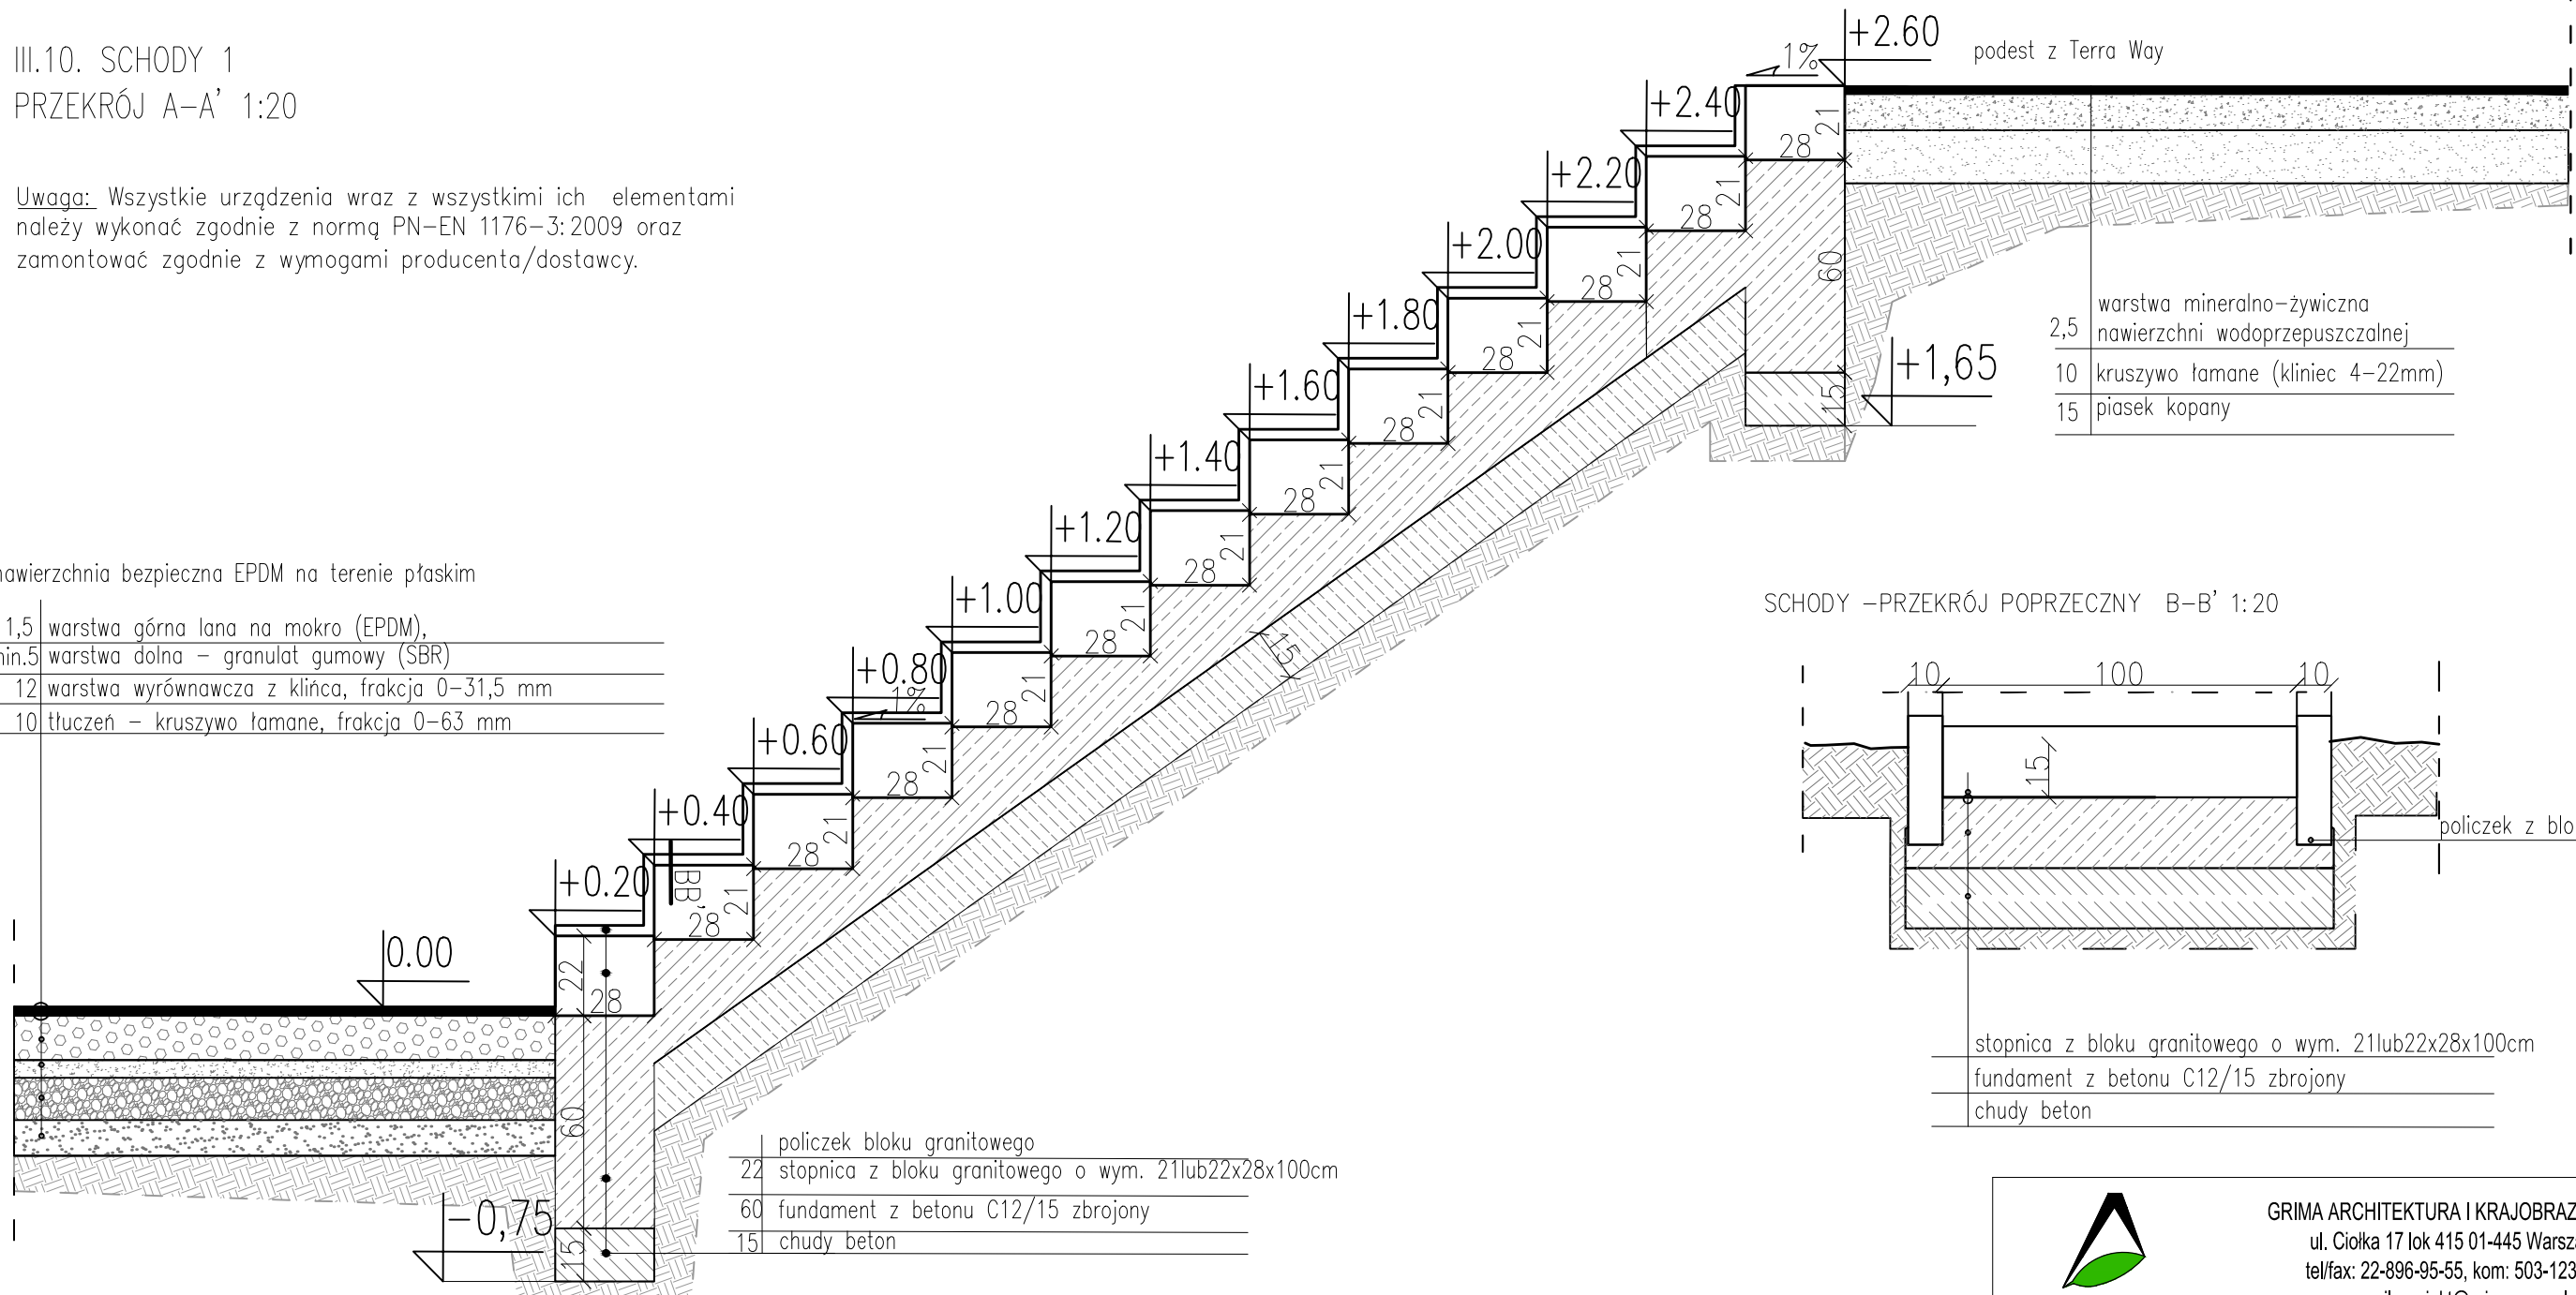 III.10. SCHODY 1
PRZEKRÓJ A-A' 1:20
Uwaga: Wszystkie urządzenia wraz z wszystkimi ich elementami
należy wykonać zgodnie z normą PN-EN 1176-3:2009 oraz
zamontować zgodnie z wymogami producenta/dostawcy.
+2.60
1%
podest z Terra Way
+2.40
+2.20
+2.00
+1.80
+1.60
+1.40
+1.20
+1.00
+0.80
1%
+0.60
+0.40
+0.20
0.00
28 21
28 21
28 21
28 21
28 21
28 21
28 21
28 21
28 21
28 21
28 21
28 21
22
28
60
15
60
15
15
BB'
+1,65
-0,75
warstwa mineralno-żywiczna
2,5 nawierzchni wodoprzepuszczalnej
10 kruszywo łamane (kliniec 4-22mm)
15 piasek kopany
nawierzchnia bezpieczna EPDM na terenie płaskim
1,5 warstwa górna lana na mokro (EPDM),
min.5 warstwa dolna - granulat gumowy (SBR)
12 warstwa wyrównawcza z klińca, frakcja 0-31,5 mm
10 tłuczeń - kruszywo łamane, frakcja 0-63 mm
policzek bloku granitowego
22 stopnica z bloku granitowego o wym. 21lub22x28x100cm
60 fundament z betonu C12/15 zbrojony
15 chudy beton
SCHODY -PRZEKRÓJ POPRZECZNY B-B' 1:20
10 100 10
15
policzek z blo
stopnica z bloku granitowego o wym. 21lub22x28x100cm
fundament z betonu C12/15 zbrojony
chudy beton
GRIMA ARCHITEKTURA I KRAJOBRAZ
ul. Ciołka 17 lok 415 01-445 Warsz
tel/fax: 22-896-95-55, kom: 503-123